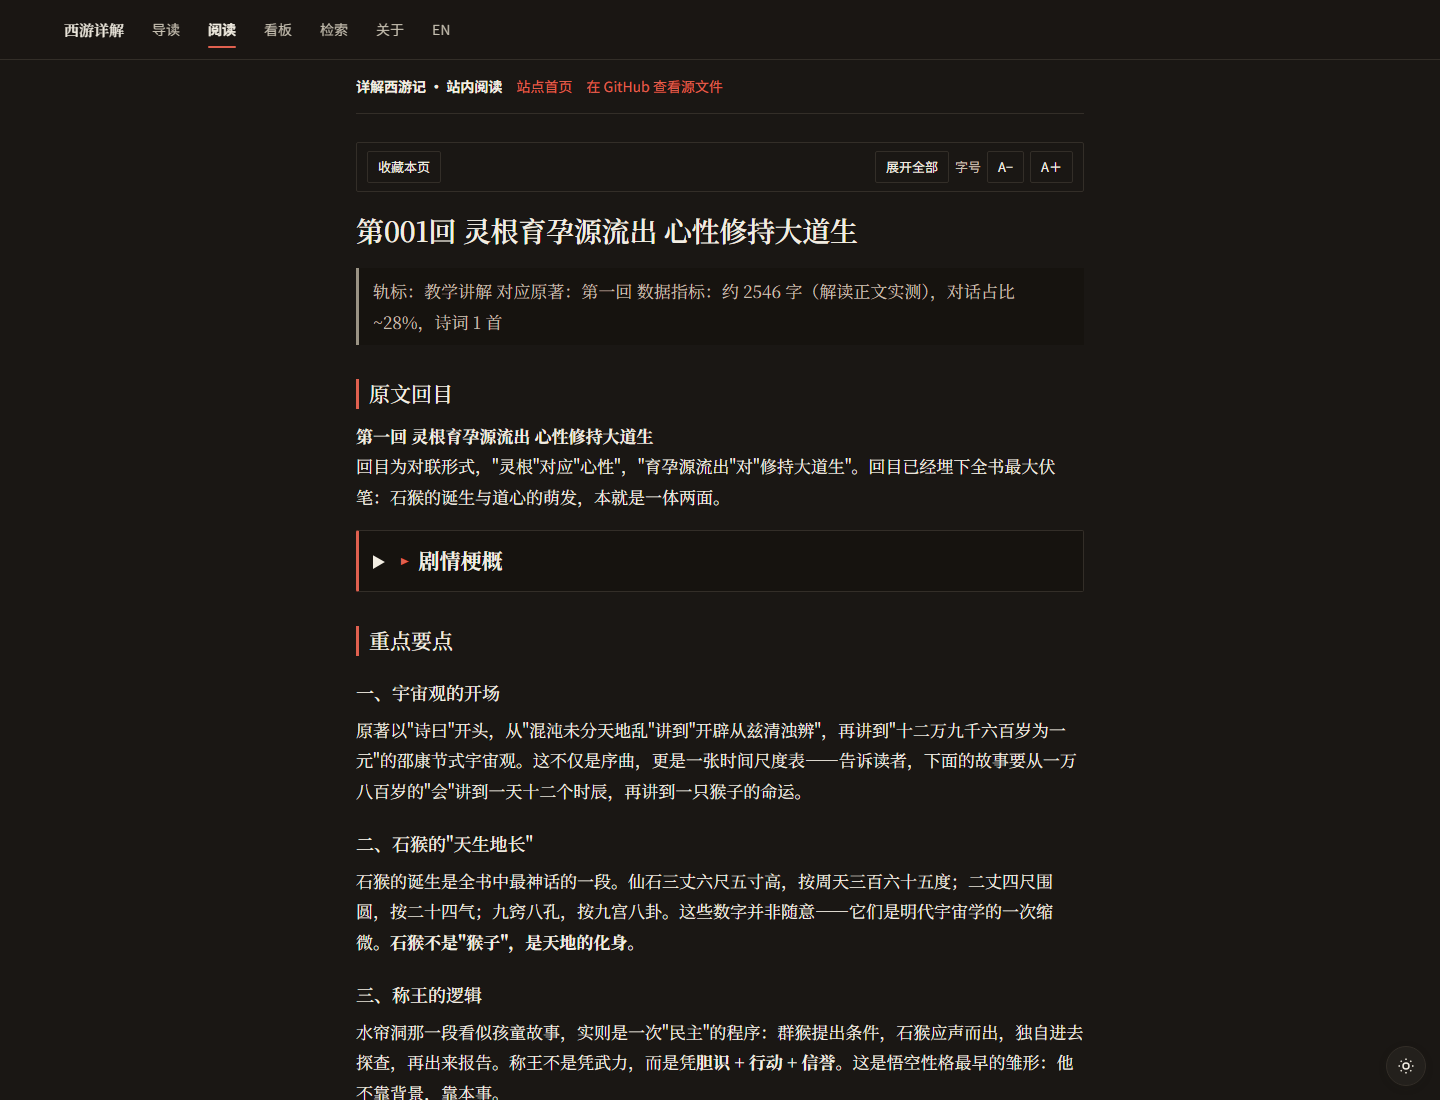 西游详解 导读 阅读 看板 检索 关于 EN
详解西游记 · 站内阅读 站点首页 在 GitHub 查看源文件
收藏本页 展开全部 字号 A− A+
第001回 灵根育孕源流出 心性修持大道生
轨标：教学讲解 对应原著：第一回 数据指标：约 2546 字（解读正文实测），对话占比
~28%，诗词 1 首
原文回目
第一回 灵根育孕源流出 心性修持大道生
回目为对联形式，"灵根"对应"心性"，"育孕源流出"对"修持大道生"。回目已经埋下全书最大伏
笔：石猴的诞生与道心的萌发，本就是一体两面。
▶ ▸ 剧情梗概
重点要点
一、宇宙观的开场
原著以"诗曰"开头，从"混沌未分天地乱"讲到"开辟从兹清浊辨"，再讲到"十二万九千六百岁为一
元"的邵康节式宇宙观。这不仅是序曲，更是一张时间尺度表——告诉读者，下面的故事要从一万
八百岁的"会"讲到一天十二个时辰，再讲到一只猴子的命运。
二、石猴的"天生地长"
石猴的诞生是全书中最神话的一段。仙石三丈六尺五寸高，按周天三百六十五度；二丈四尺围
圆，按二十四气；九窍八孔，按九宫八卦。这些数字并非随意——它们是明代宇宙学的一次缩
微。石猴不是"猴子"，是天地的化身。
三、称王的逻辑
水帘洞那一段看似孩童故事，实则是一次"民主"的程序：群猴提出条件，石猴应声而出，独自进去
探查，再出来报告。称王不是凭武力，而是凭胆识 + 行动 + 信誉。这是悟空性格最早的雏形：他
不靠背景，靠本事。